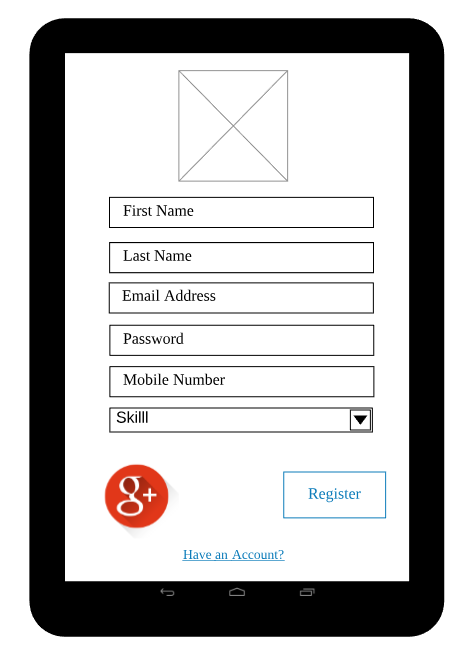 First Name
Last Name
Email Address
Password
Mobile Number
Skilll
g+
Register
Have an Account?